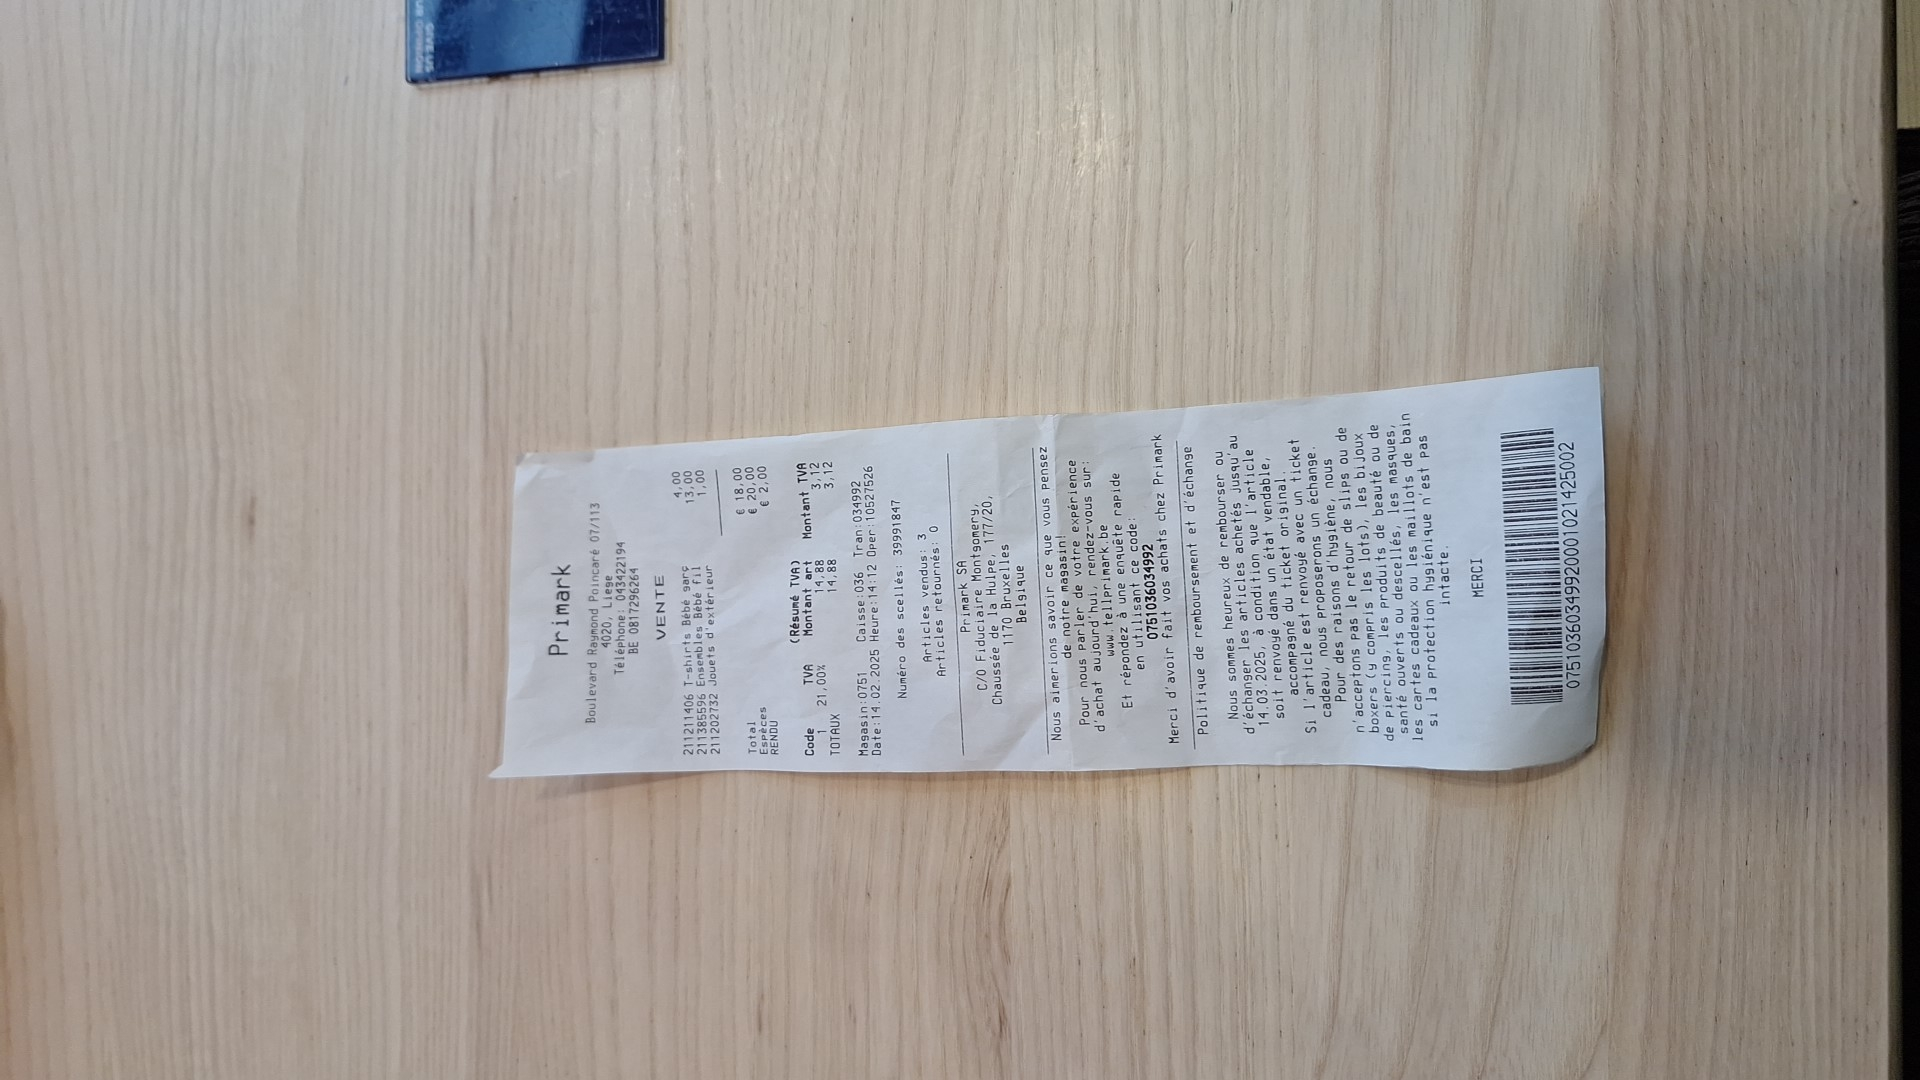 Primark
Boulevard Raymond Poincaré 07/113
4020, Liege
Téléphone: 043422194
BE 0817296264
VENTE
211211406 T-shirts Bébé garç 4,00
211385596 Ensembles Bébé fil 13,00
211202732 Jouets d'extérieur 1,00
Total € 18,00
Espèces € 20,00
RENDU € 2,00
(Résumé TVA)
Code TVA Montant art Montant TVA
1 21,00% 14,88 3,12
TOTAUX 14,88 3,12
Magasin:0751 Caisse:036 Tran:034992
Date:14.02.2025 Heure:14:12 Oper:10527526
Numéro des scellés: 39991847
Articles vendus: 3
Articles retournés: 0
Primark SA
C/O Fiduciaire Montgomery,
Chaussée de la Hulpe, 177/20,
1170 Bruxelles
Belgique
Nous aimerions savoir ce que vous Pensez
de notre magasin!
Pour nous parler de votre expérience
d'achat aujourd'hui, rendez-vous sur:
www.tellprimark.be
Et répondez à une enquête rapide
en utilisant ce code:
0751036034992
Merci d'avoir fait vos achats chez Primark
Politique de remboursement et d'échange
Nous sommes heureux de rembourser ou
d'échanger les articles achetés jusqu'au
14.03.2025, à condition que l'article
soit renvoyé dans un état vendable,
accompagné du ticket original.
Si l'article est renvoyé avec un ticket
cadeau, nous proposerons un échange.
Pour des raisons d'hygiène, nous
n'acceptons pas le retour de slips ou de
boxers (y compris les lots), les bijoux
de piercing, les produits de beauté ou de
santé ouverts ou descellés, les masques,
les cartes cadeaux ou les maillots de bain
si la protection hygiénique n'est pas
intacte.
MERCI
07510360349920001021425002